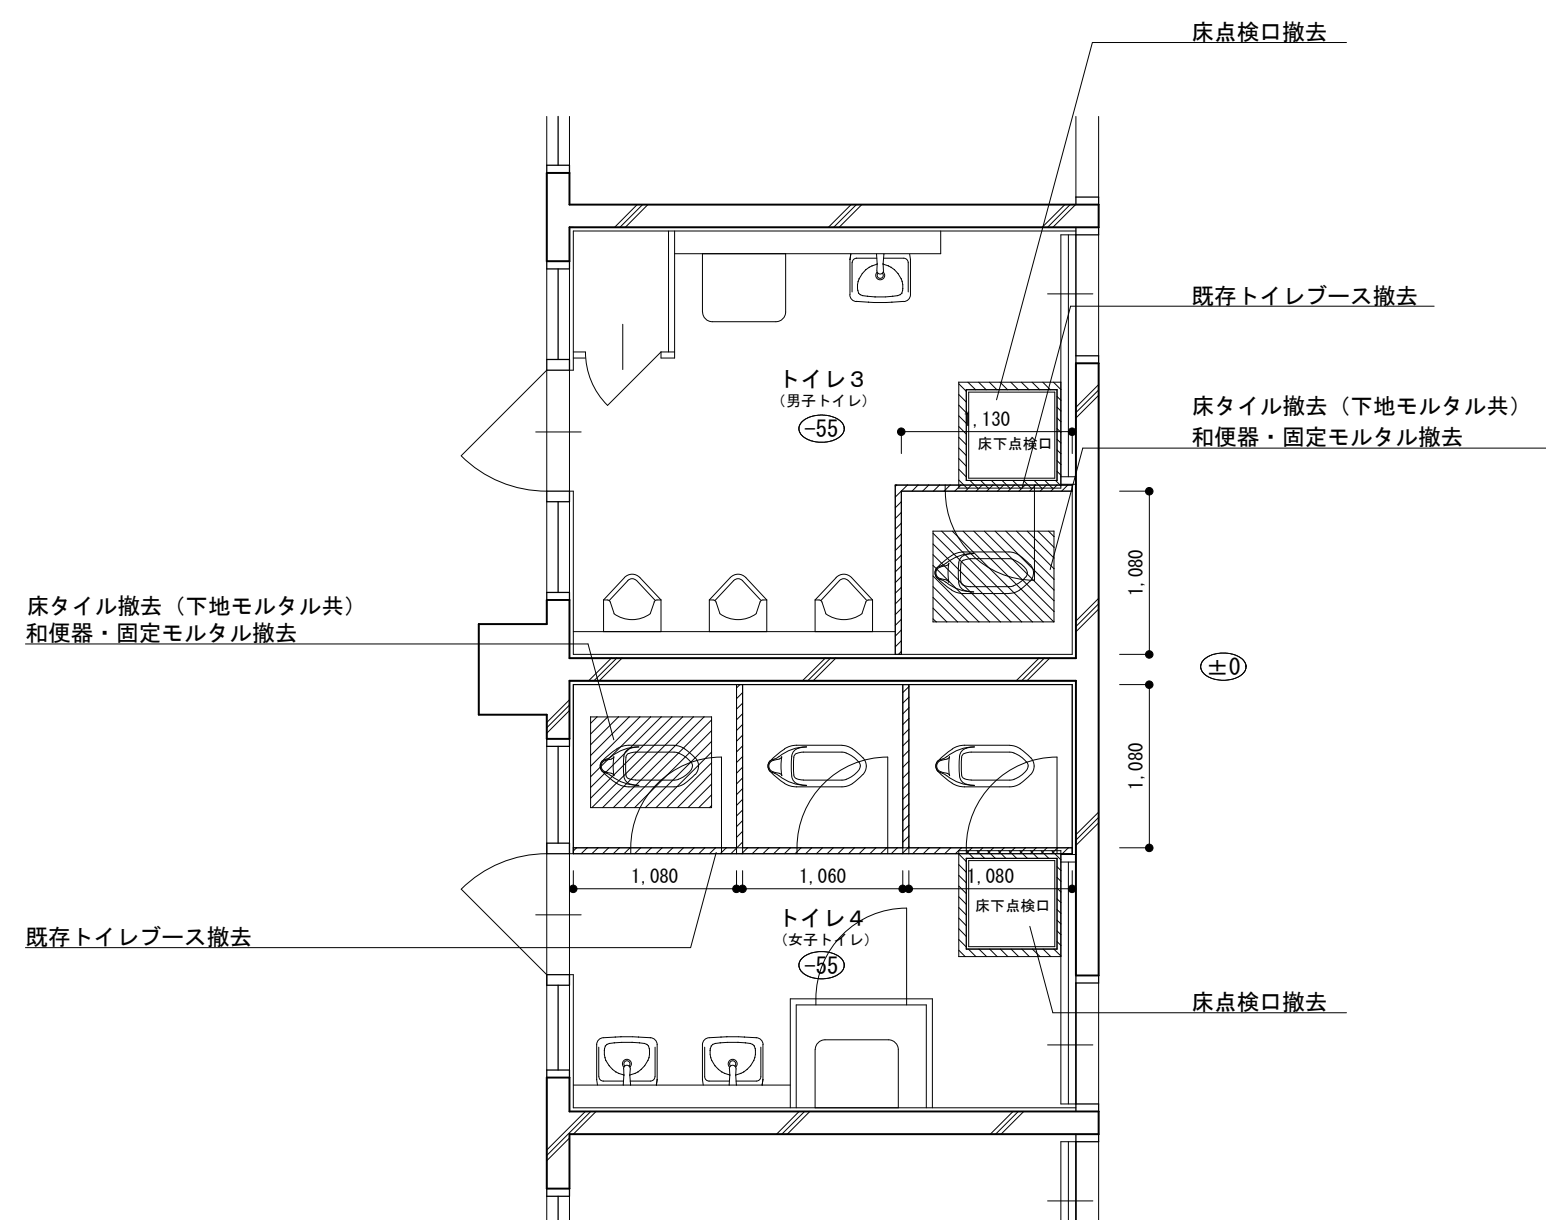 床点検口撤去
既存トイレブース撤去
トイレ３
（男子トイレ）
-55
床タイル撤去（下地モルタル共）
和便器・固定モルタル撤去
1,130
床下点検口
1,080
床タイル撤去（下地モルタル共）
和便器・固定モルタル撤去
±0
1,080
1,080
1,060
1,080
床下点検口
トイレ４
（女子トイレ）
-55
既存トイレブース撤去
床点検口撤去